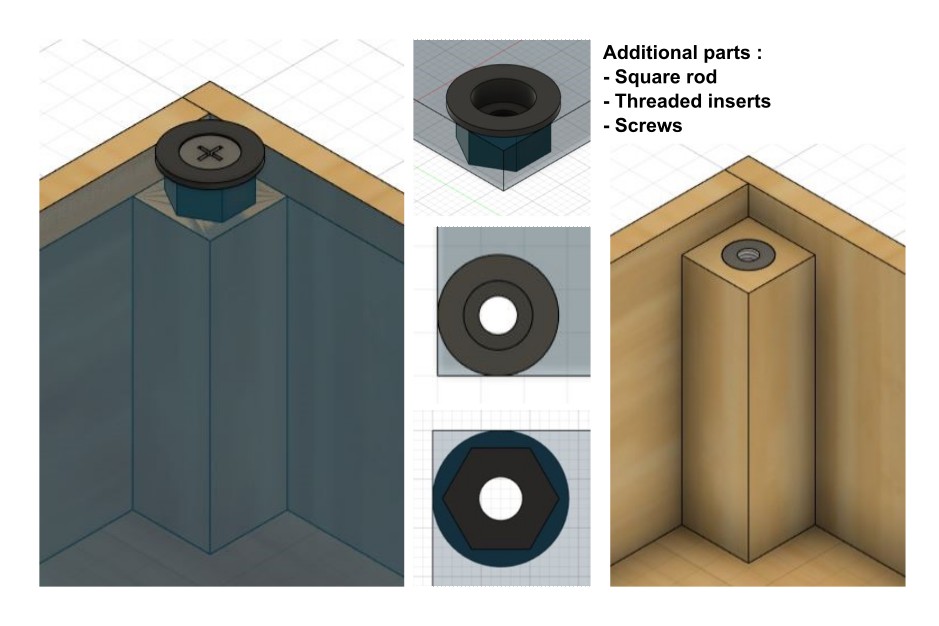 Additional parts :
- Square rod
- Threaded inserts
- Screws